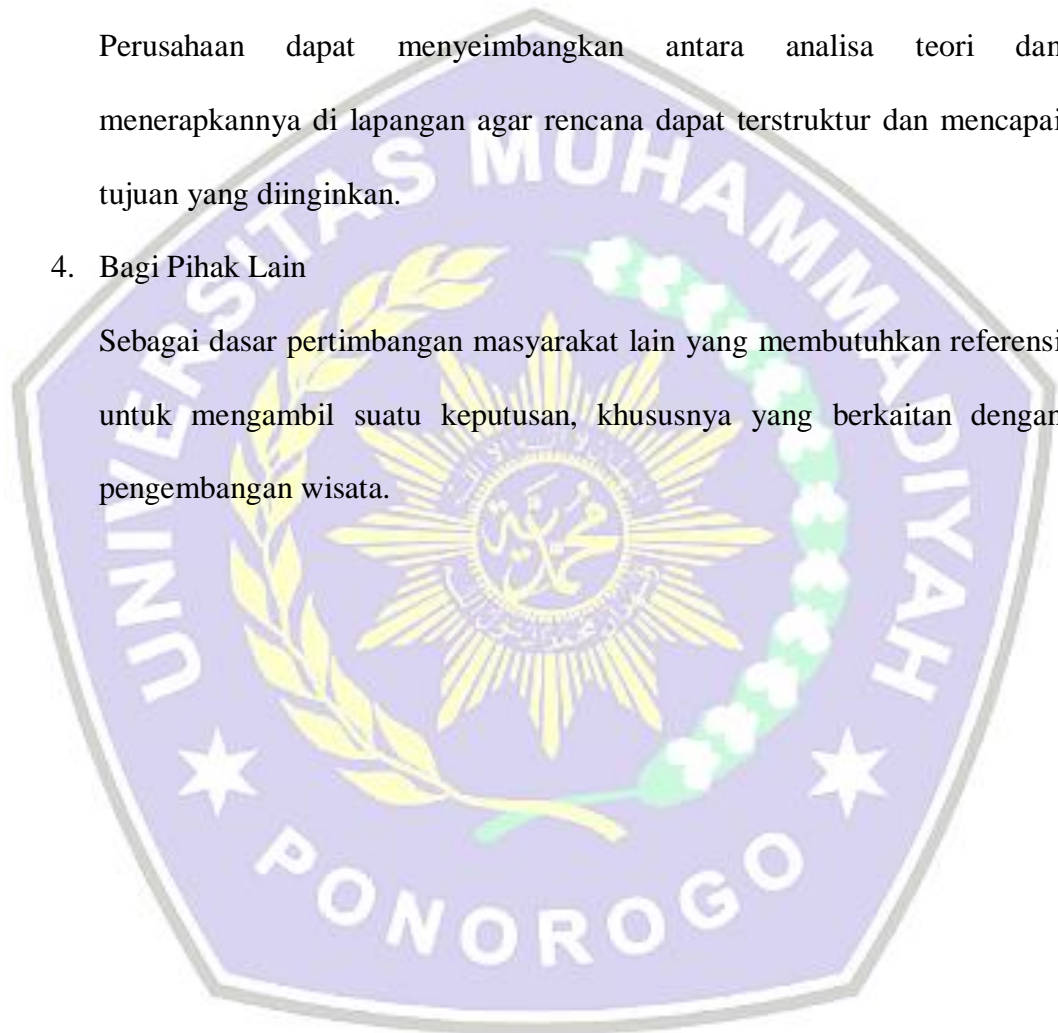 Perusahaan dapat menyeimbangkan antara analisa teori dan
menerapkannya di lapangan agar rencana dapat terstruktur dan mencapai
tujuan yang diinginkan.
4. Bagi Pihak Lain
Sebagai dasar pertimbangan masyarakat lain yang membutuhkan referensi
untuk mengambil suatu keputusan, khususnya yang berkaitan dengan
pengembangan wisata.
UNIVERSITAS MUHAMMADIYAH
PONOROGO
محمدية